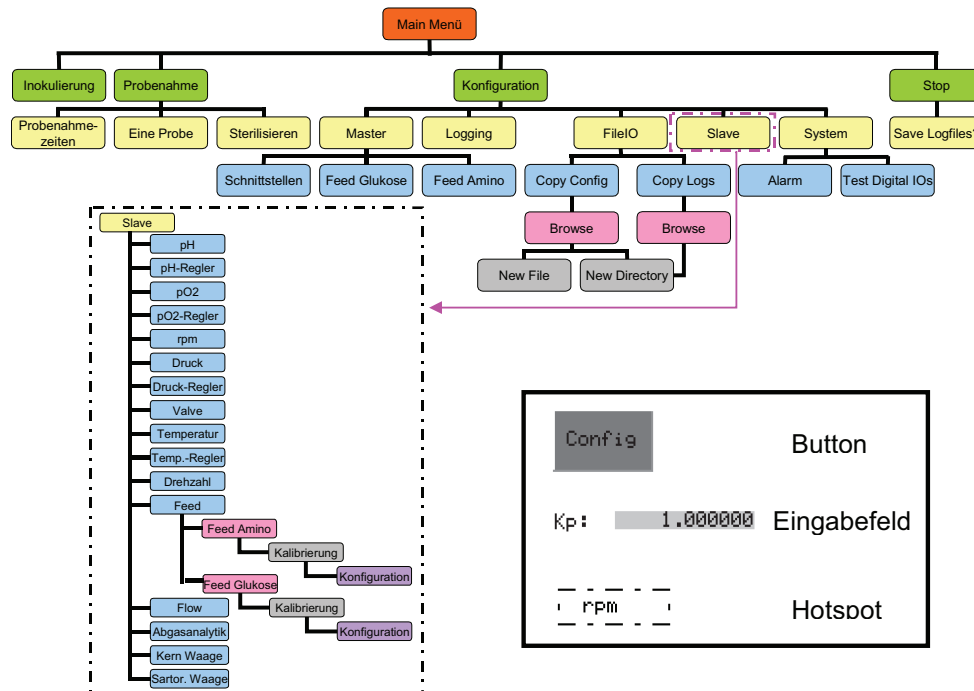 Main Menü
Inokulierung
Probenahme
Konfiguration
Stop
Probenahme-
zeiten
Eine Probe
Sterilisieren
Master
Logging
FileIO
Slave
System
Save Logfiles?
Schnittstellen
Feed Glukose
Feed Amino
Copy Config
Copy Logs
Alarm
Test Digital IOs
Browse
Browse
New File
New Directory
Slave
pH
pH-Regler
pO2
pO2-Regler
rpm
Druck
Druck-Regler
Valve
Temperatur
Temp.-Regler
Drehzahl
Feed
Feed Amino
Kalibrierung
Konfiguration
Feed Glukose
Kalibrierung
Konfiguration
Flow
Abgasanalytik
Kern Waage
Sartor. Waage
Config
Button
Kp: 1.000000 Eingabefeld
rpm
Hotspot